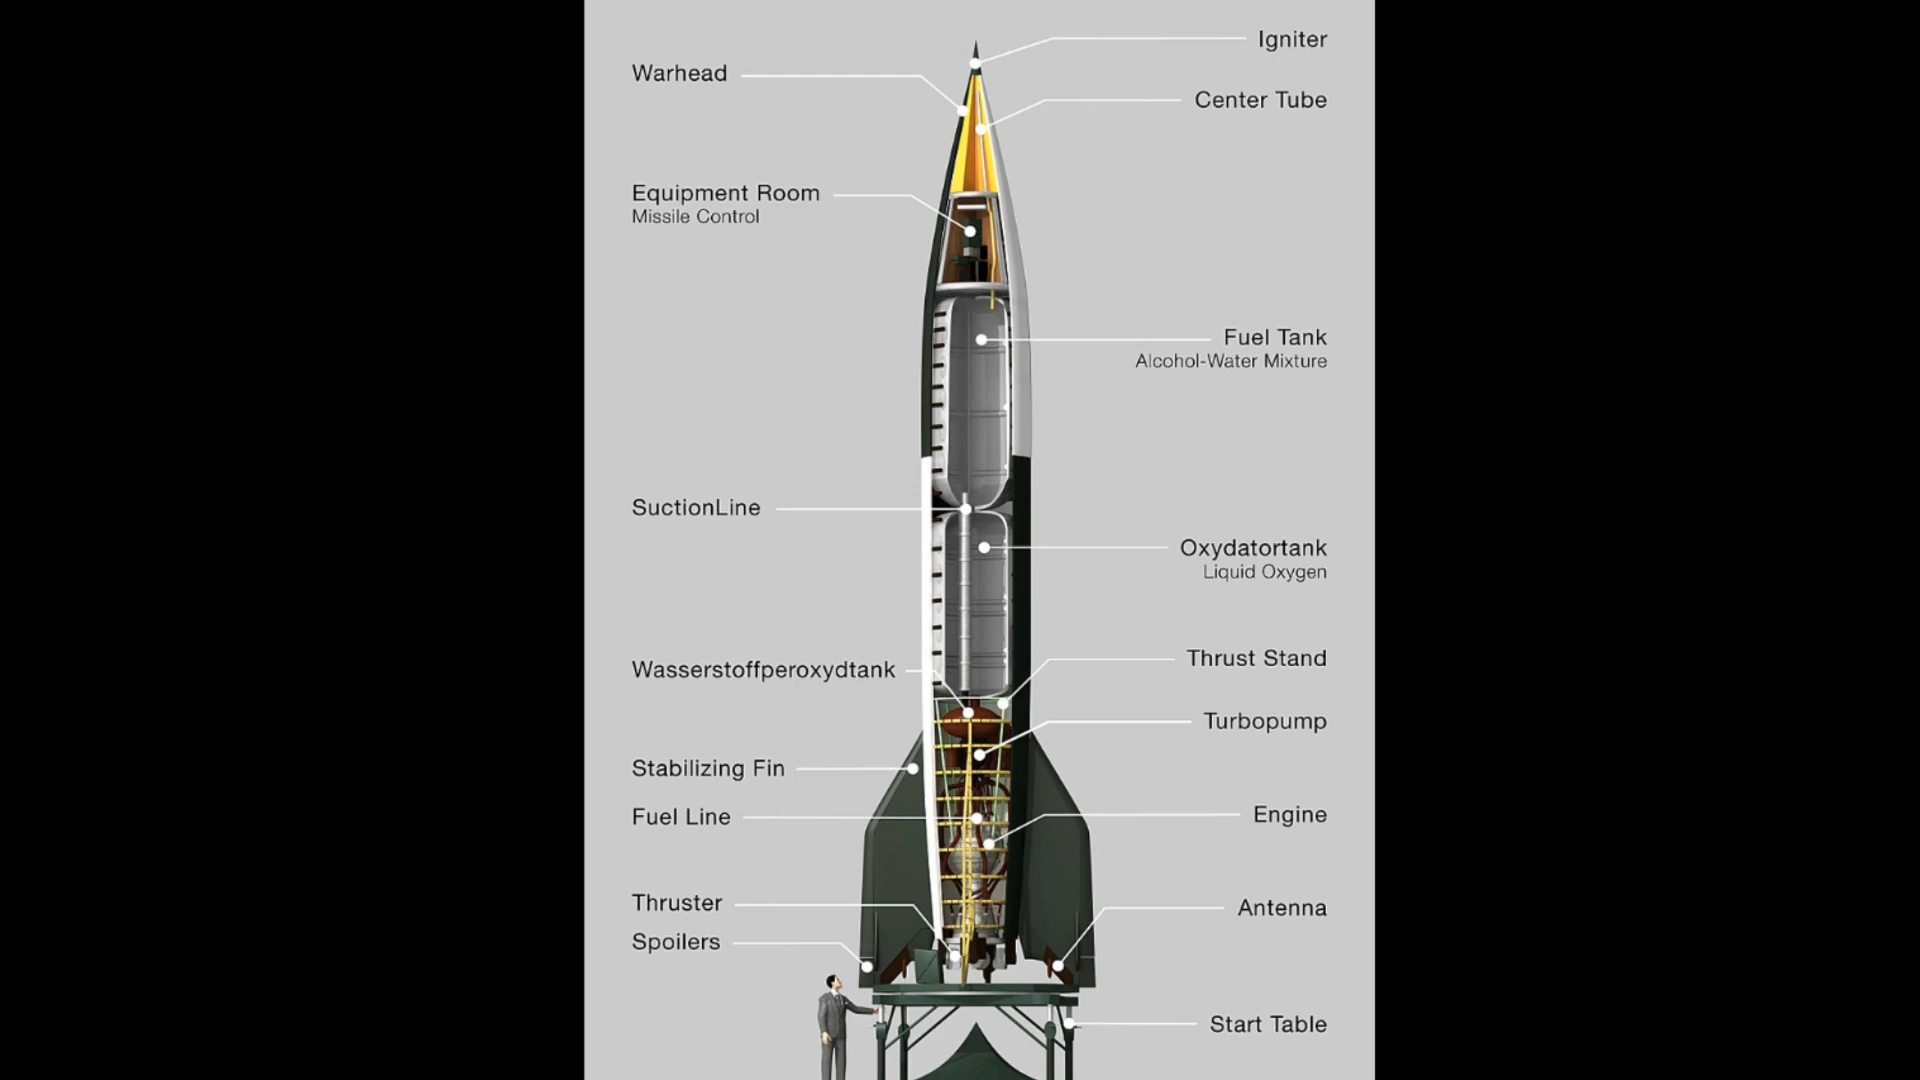 Igniter
Warhead
Center Tube
Equipment Room
Missile Control
Fuel Tank
Alcohol-Water Mixture
SuctionLine
Oxydatortank
Liquid Oxygen
Thrust Stand
Wasserstoffperoxydtank
Turbopump
Stabilizing Fin
Engine
Fuel Line
Thruster
Antenna
Spoilers
Start Table